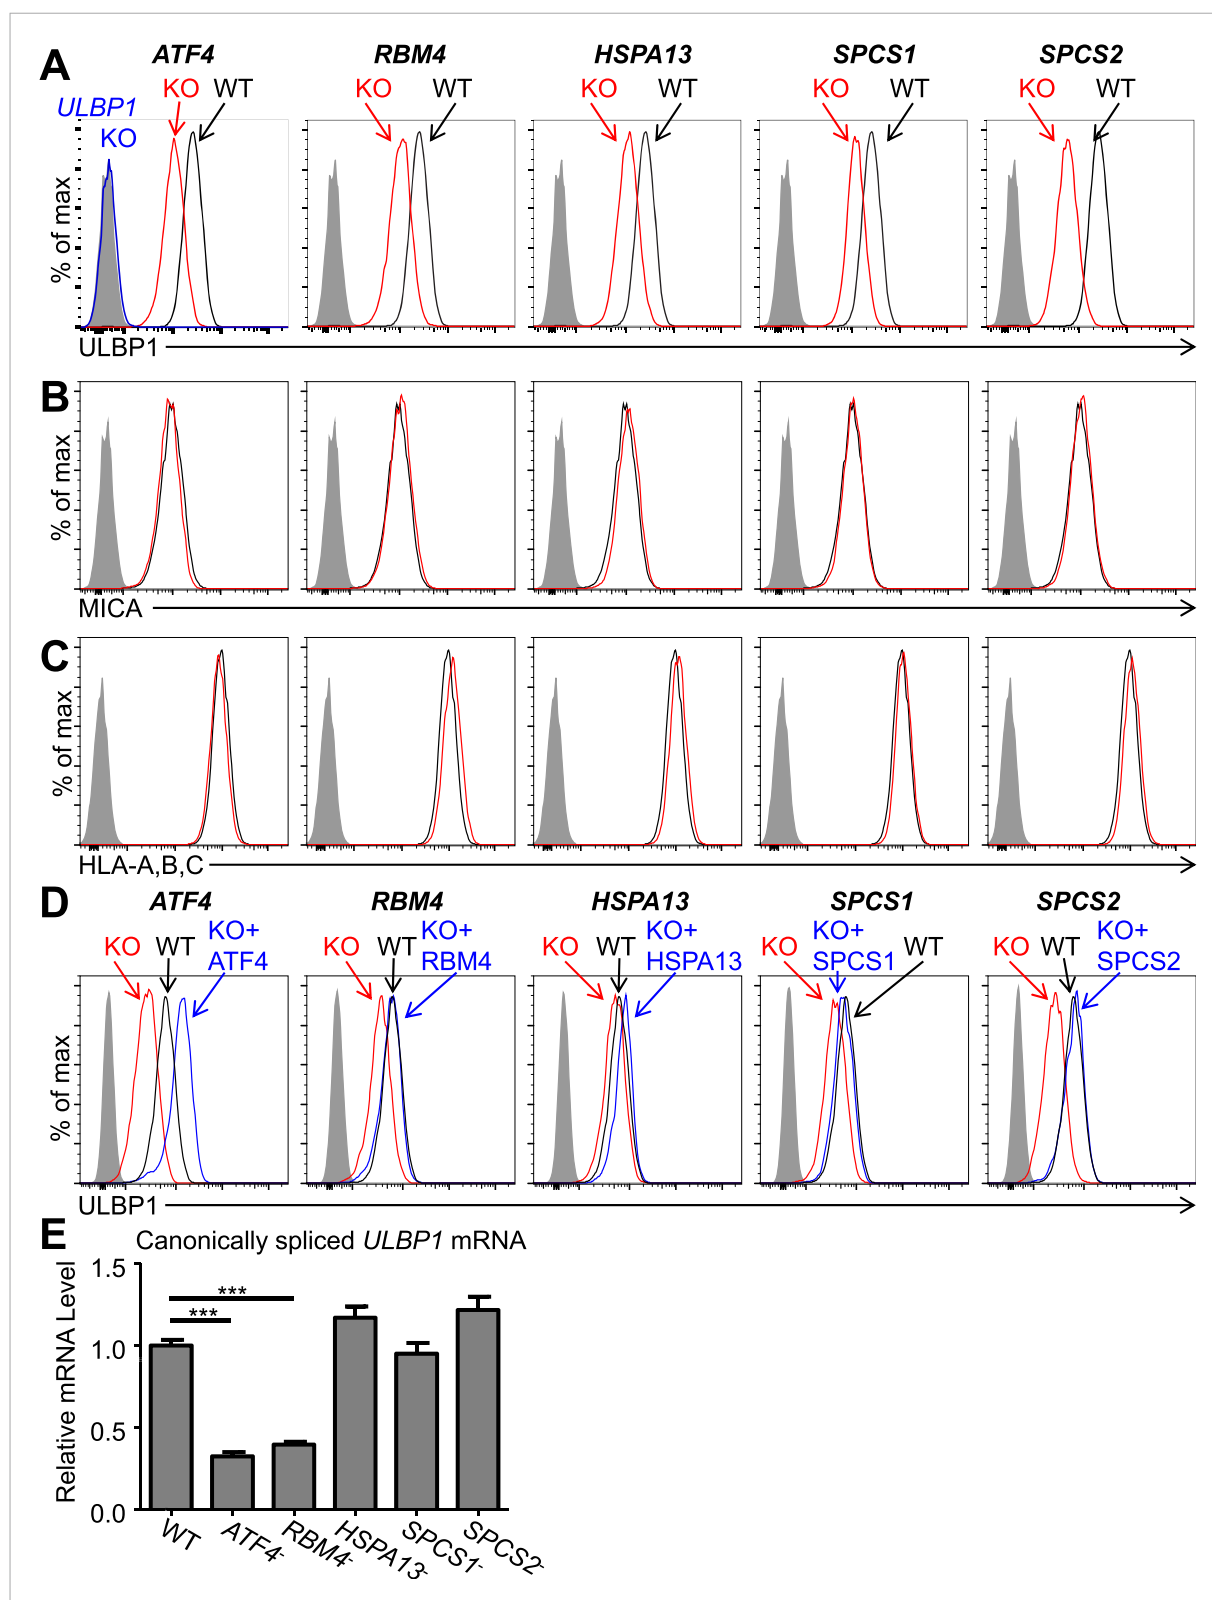 A
ATF4 RBM4 HSPA13 SPCS1 SPCS2
KO WT KO WT KO WT KO WT KO WT
ULBP1
KO
% of max
ULBP1
B
% of max
MICA
C
% of max
HLA-A,B,C
D
ATF4 RBM4 HSPA13 SPCS1 SPCS2
KO WT KO+ ATF4
KO WT KO+ RBM4
KO WT KO+ HSPA13
KO KO+ SPCS1 WT
KO WT KO+ SPCS2
% of max
ULBP1
E
Canonically spliced ULBP1 mRNA
Relative mRNA Level
1.5
1.0
0.5
0.0
***
***
WT ATF4- RBM4- HSPA13- SPCS1- SPCS2-